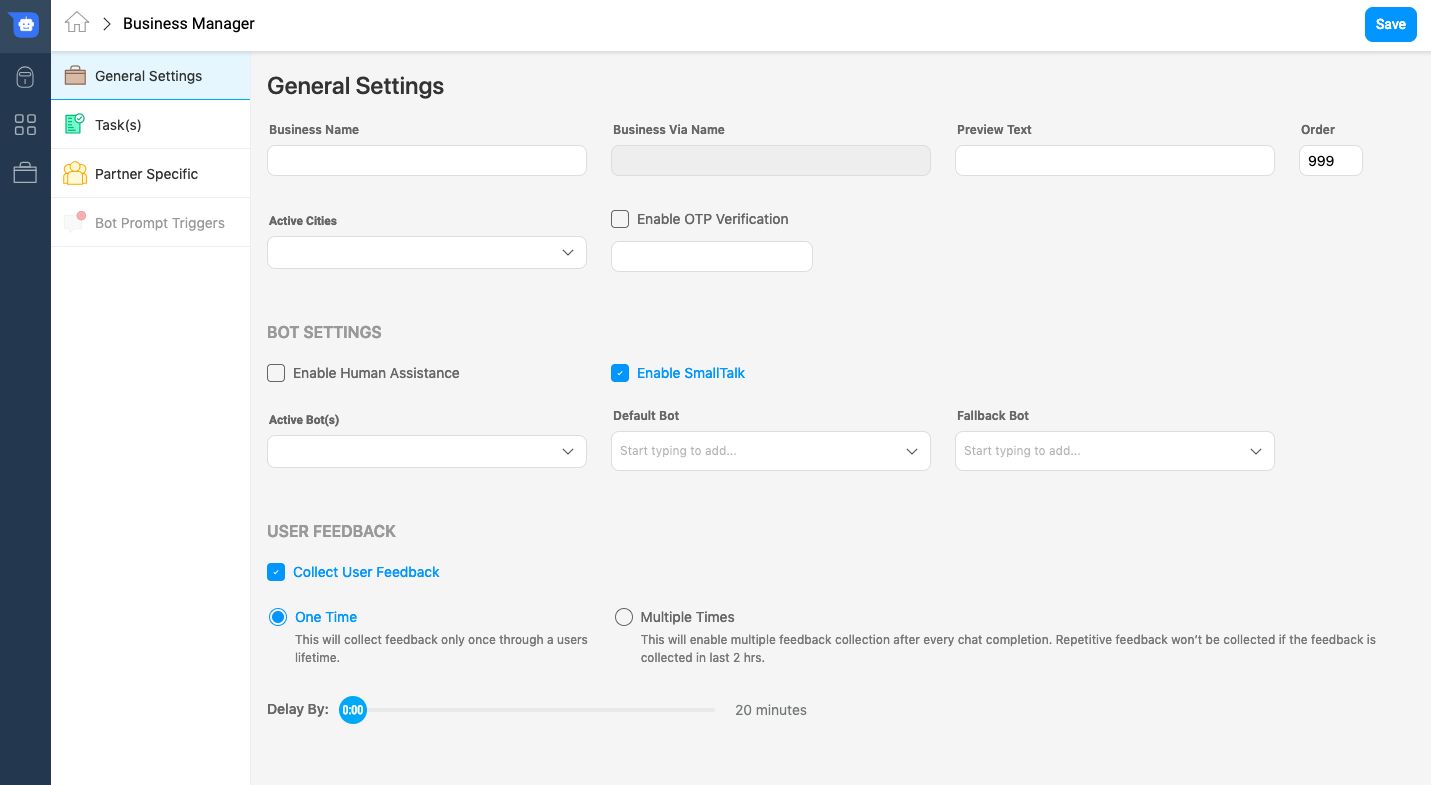 Business Manager
Save
General Settings
Task(s)
Partner Specific
Bot Prompt Triggers
General Settings
Business Name
Business Via Name
Preview Text
Order
999
Active Cities
Enable OTP Verification
BOT SETTINGS
Enable Human Assistance
Enable SmallTalk
Active Bot(s)
Default Bot
Fallback Bot
Start typing to add...
Start typing to add...
USER FEEDBACK
Collect User Feedback
One Time
This will collect feedback only once through a users
lifetime.
Multiple Times
This will enable multiple feedback collection after every chat completion. Repetitive feedback won’t be collected if the feedback is
collected in last 2 hrs.
Delay By:
0:00
20 minutes